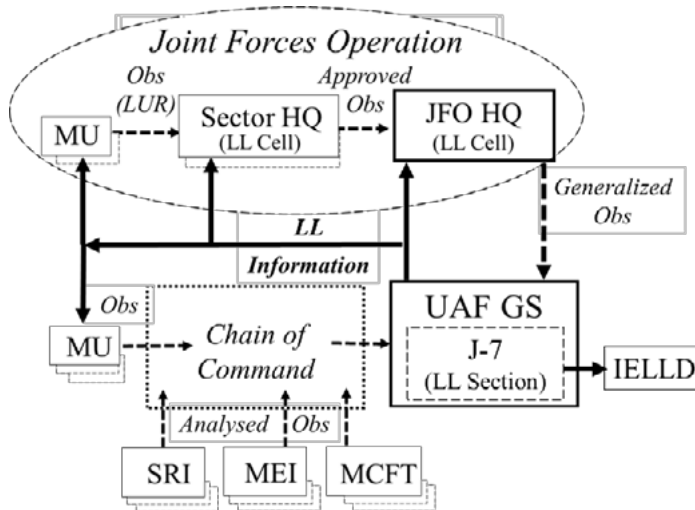 Joint Forces Operation
Obs
(LUR)
Approved
Obs
MU
Sector HQ
(LL Cell)
JFO HQ
(LL Cell)
Generalized
Obs
LL
Information
Obs
MU
Chain of
Command
UAF GS
J-7
(LL Section)
IELLD
Analysed Obs
SRI
MEI
MCFT